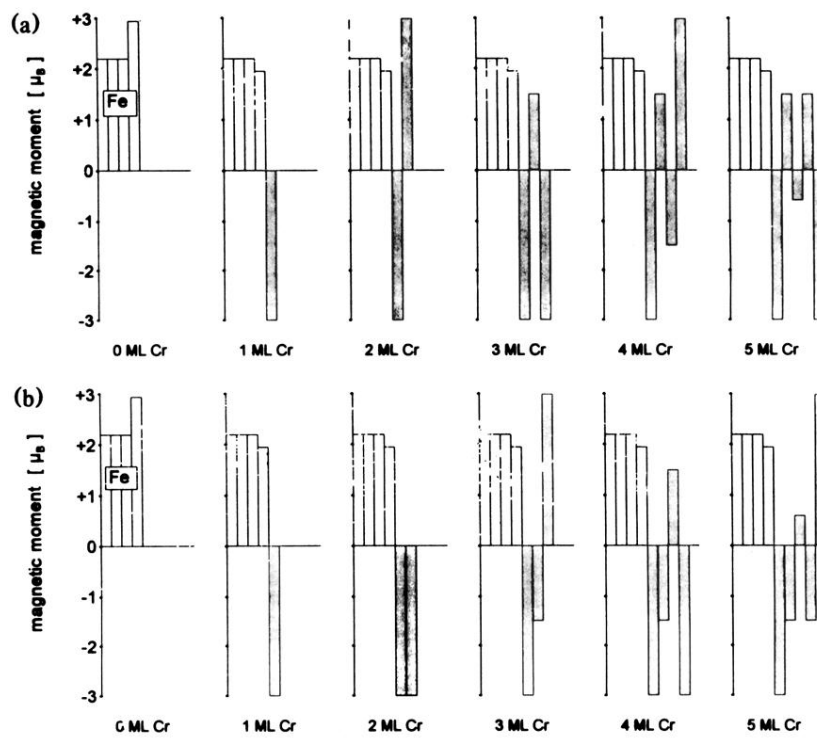 (a)
magnetic moment [ μB ]
+3
+2
+1
0
-1
-2
-3
Fe
0 ML Cr
1 ML Cr
2 ML Cr
3 ML Cr
4 ML Cr
5 ML Cr
(b)
magnetic moment [ μB ]
+3
+2
+1
0
-1
-2
-3
Fe
0 ML Cr
1 ML Cr
2 ML Cr
3 ML Cr
4 ML Cr
5 ML Cr